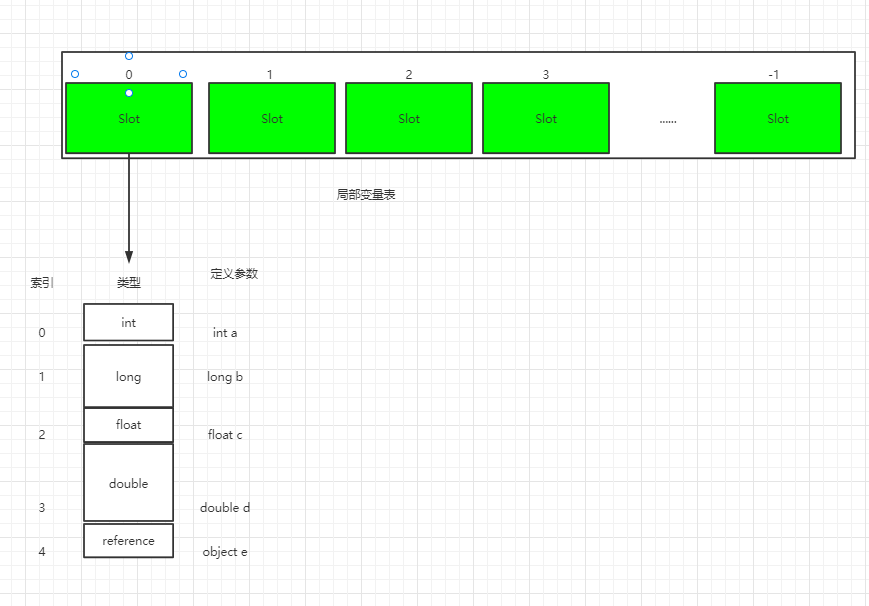 0 1 2 3 -1
Slot Slot Slot Slot ...... Slot
局部变量表
索引 类型 定义参数
0 int int a
1 long long b
2 float float c
3 double double d
4 reference object e